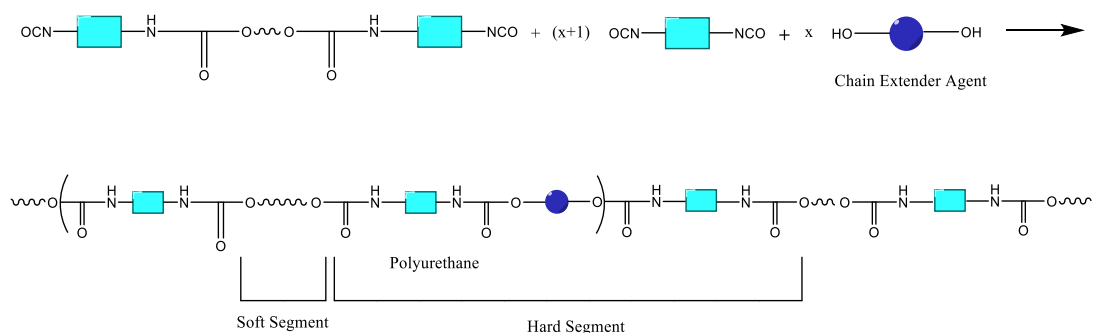 OCN N H O O O O N H NCO + (x+1) OCN NCO + x HO OH
Chain Extender Agent
O ( O N H N H O O O O N H N H O O O ) O N H N H O O O O N H N H O O
Polyurethane
Soft Segment
Hard Segment